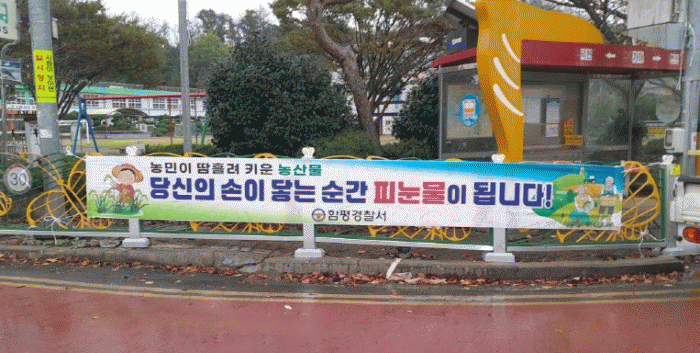 농민이 땀흘려 키운 농산물
당신의 손이 닿는 순간 피눈물이 됩니다!
함평경찰서
30